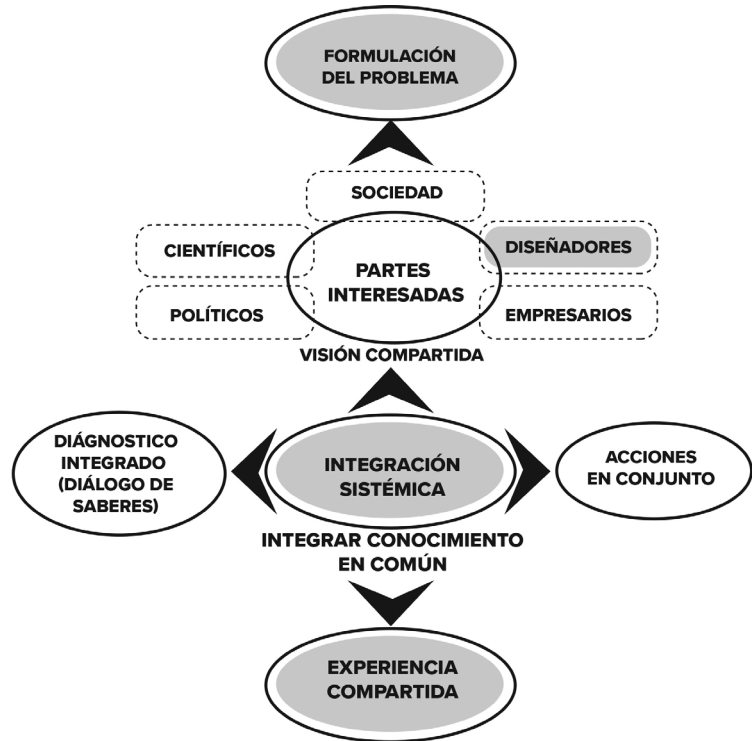 FORMULACIÓN
DEL PROBLEMA
SOCIEDAD
CIENTÍFICOS
DISEÑADORES
PARTES
INTERESADAS
POLÍTICOS
EMPRESARIOS
VISIÓN COMPARTIDA
DIÁGNOSTICO
INTEGRADO
(DIÁLOGO DE
SABERES)
INTEGRACIÓN
SISTÉMICA
ACCIONES
EN CONJUNTO
INTEGRAR CONOCIMIENTO
EN COMÚN
EXPERIENCIA
COMPARTIDA